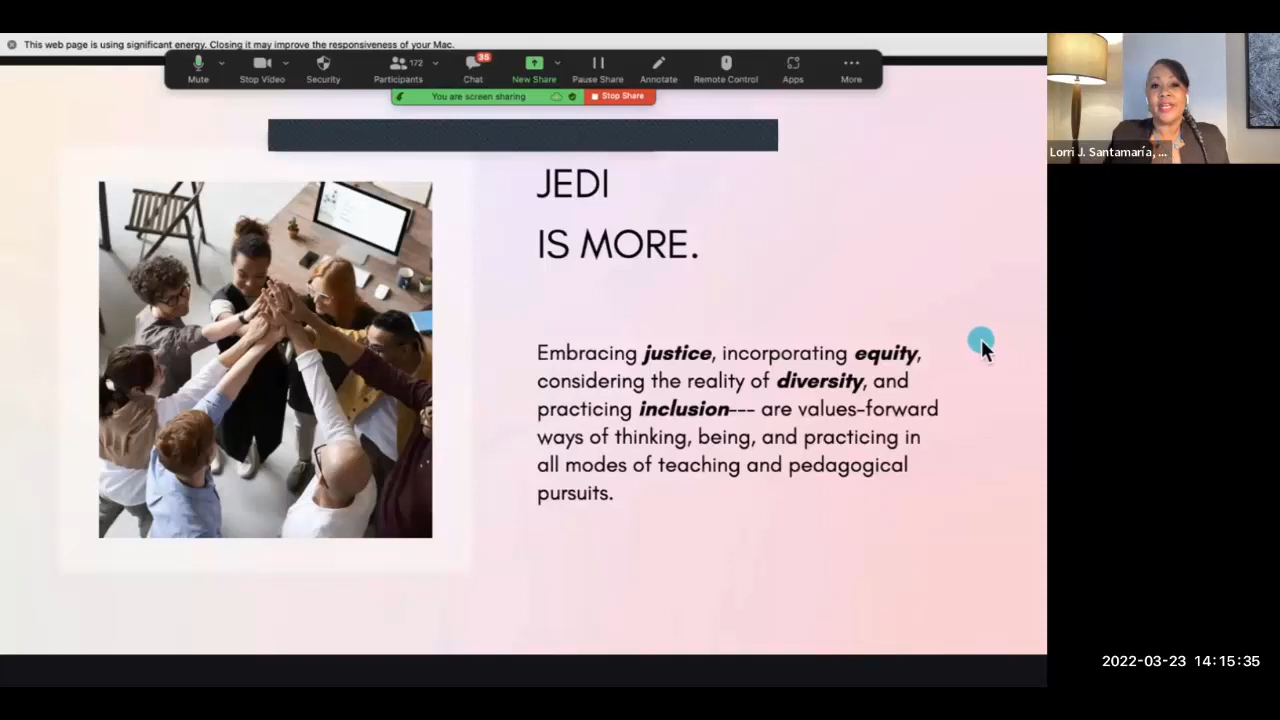 This web page is using significant energy. Closing it may improve the responsiveness of your Mac.
Mute
Stop Video
Security
Participants
172
Chat
35
New Share
Pause Share
Annotate
Remote Control
Apps
More
You are screen sharing
Stop Share
Lorri J. Santamaría, ...
JEDI
IS MORE.
Embracing justice, incorporating equity,
considering the reality of diversity, and
practicing inclusion--- are values-forward
ways of thinking, being, and practicing in
all modes of teaching and pedagogical
pursuits.
2022-03-23 14:15:35